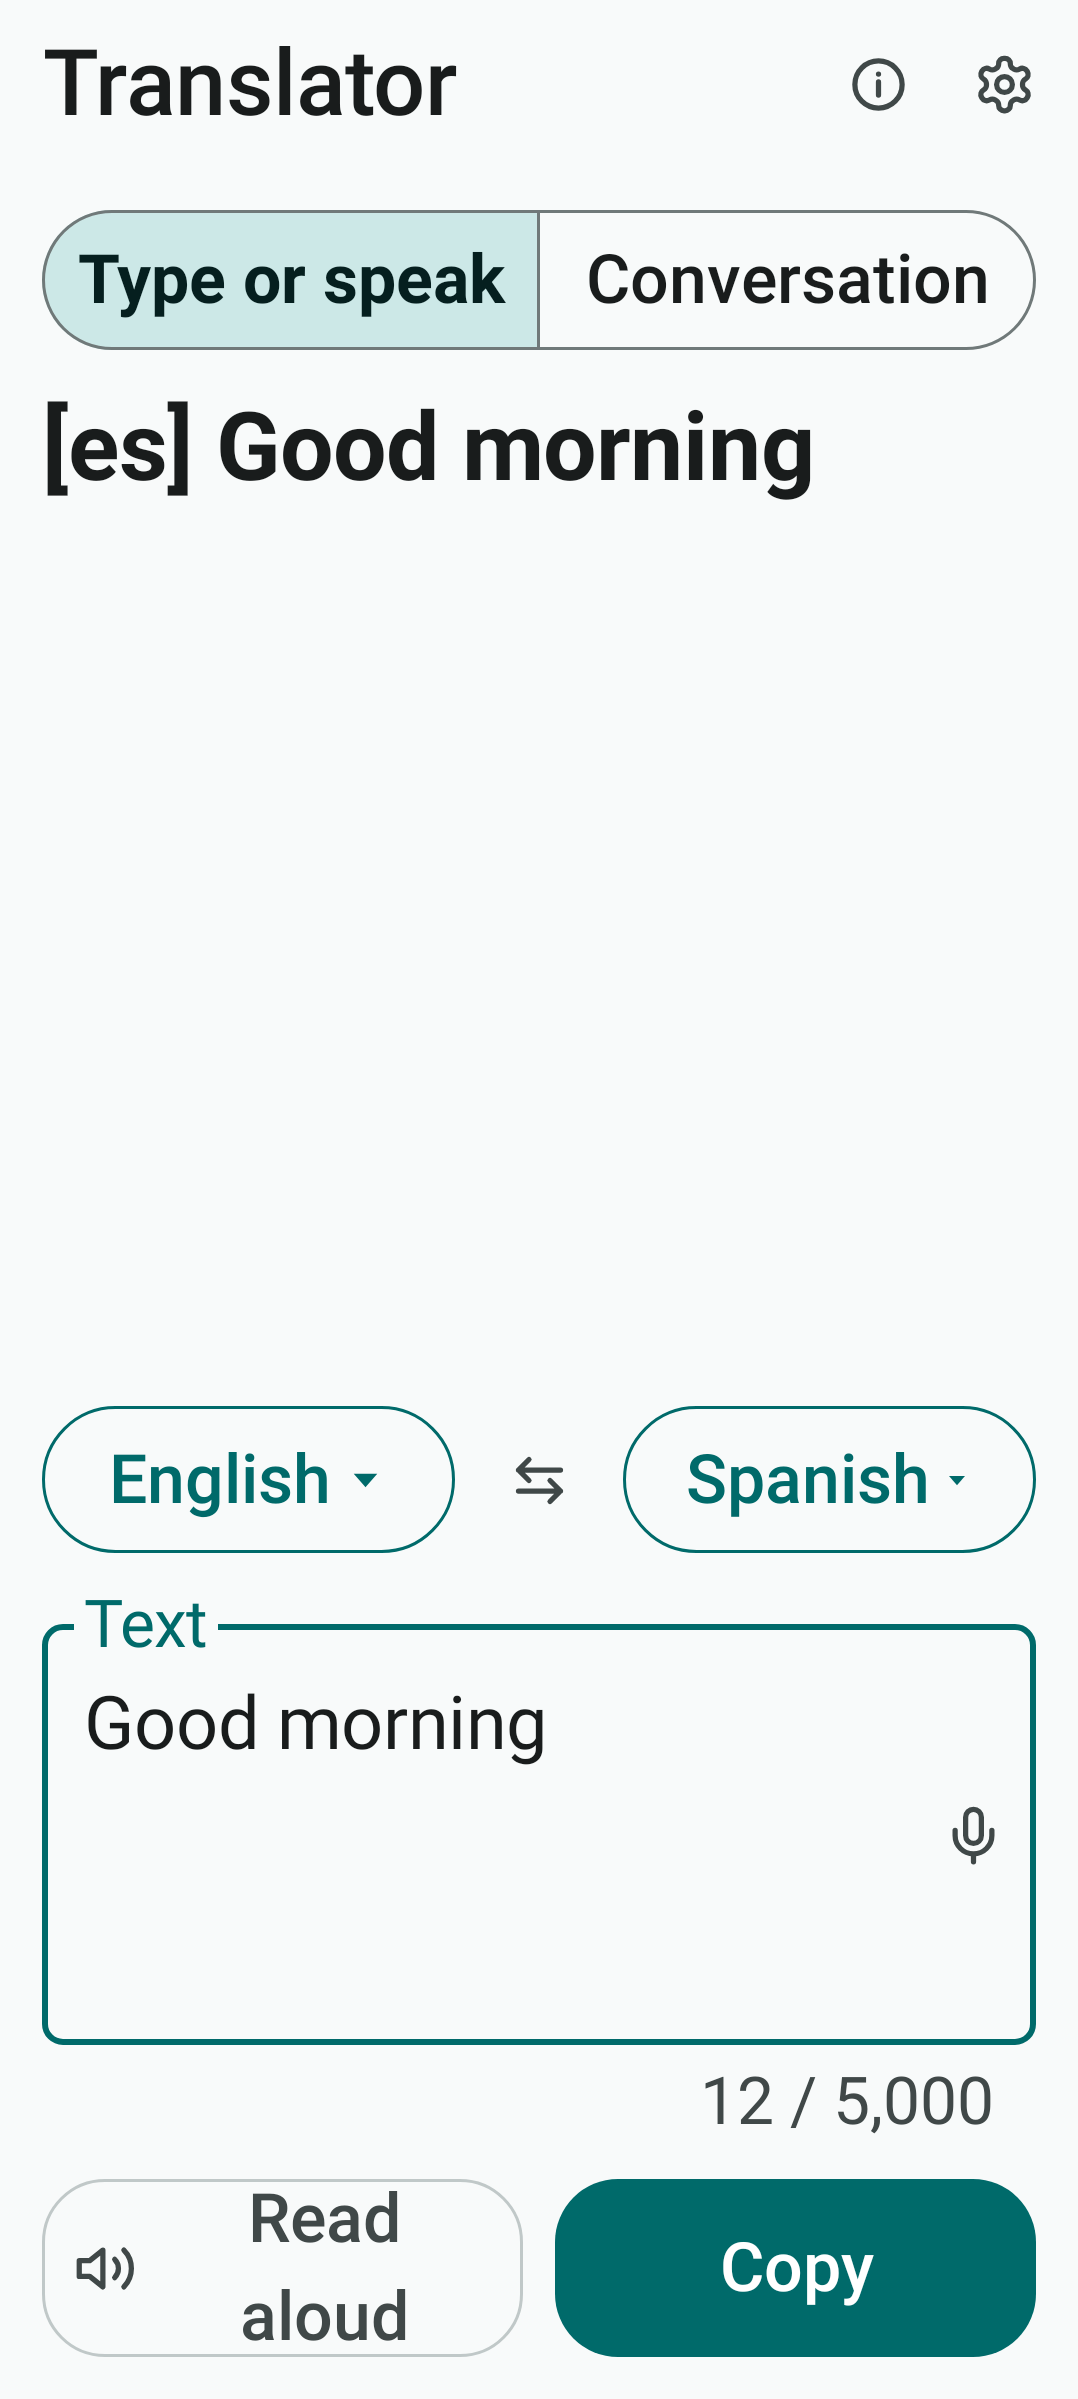 Translator
Type or speak
Conversation
[es] Good morning
English
Spanish
Text
Good morning
12 / 5,000
Read
aloud
Copy